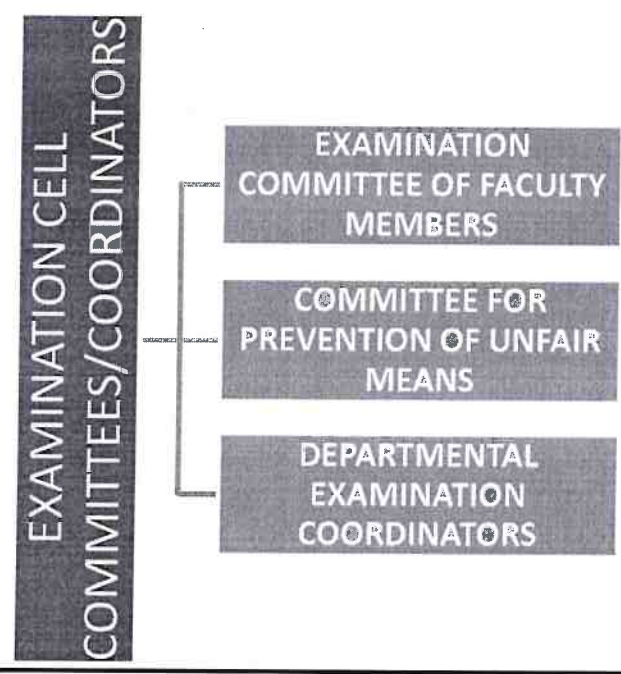 EXAMINATION CELL
COMMITTEES/COORDINATORS
EXAMINATION
COMMITTEE OF FACULTY
MEMBERS
COMMITTEE FOR
PREVENTION OF UNFAIR
MEANS
DEPARTMENTAL
EXAMINATION
COORDINATORS